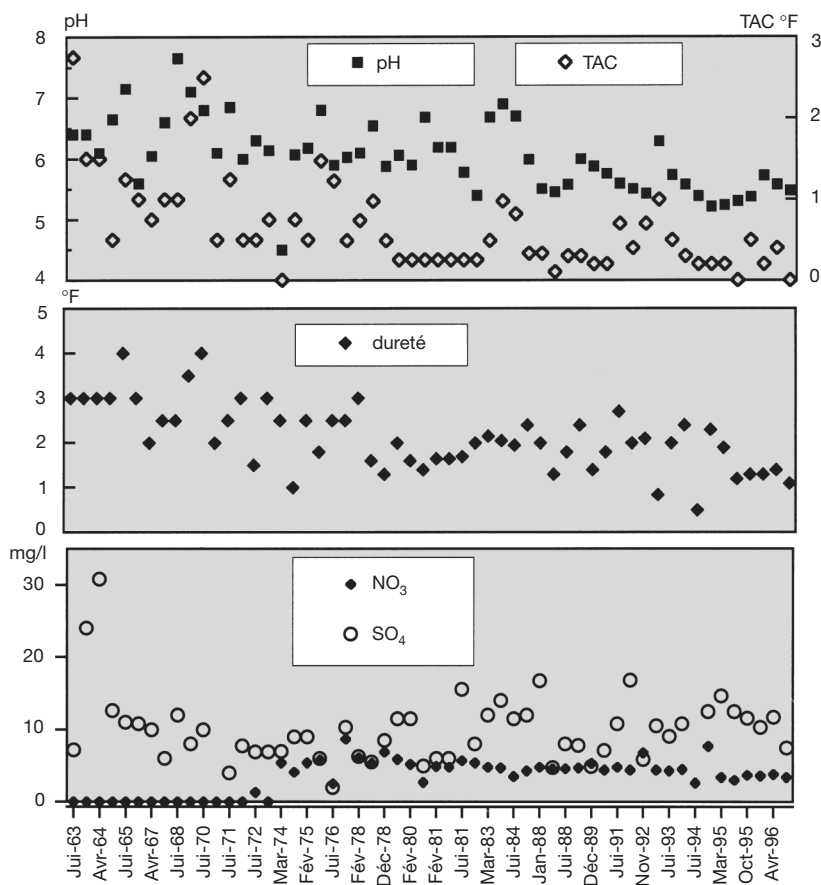 pH
TAC °F
8
7
6
5
4
3
2
1
0
pH
TAC
°F
5
4
3
2
1
0
dureté
mg/l
30
20
10
0
NO3
SO4
Jui-63
Avr-64
Jui-65
Avr-67
Jui-68
Jui-70
Jui-71
Jui-72
Mar-74
Fév-75
Jui-76
Fév-78
Déc-78
Fév-80
Fév-81
Jui-81
Mar-83
Jui-84
Jan-88
Jui-88
Déc-89
Jui-91
Nov-92
Jui-93
Jui-94
Mar-95
Oct-95
Avr-96